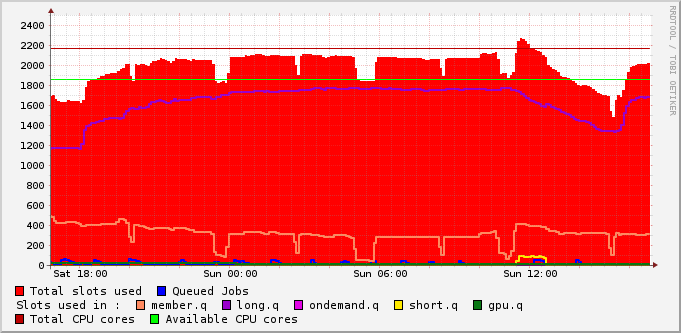 2400
2200
2000
1800
1600
1400
1200
1000
800
600
400
200
0
Sat 18:00 Sun 00:00 Sun 06:00 Sun 12:00
Total slots used Queued Jobs
Slots used in : member.q long.q ondemand.q short.q gpu.q
Total CPU cores Available CPU cores
RRDTOOL / TOBI OETIKER